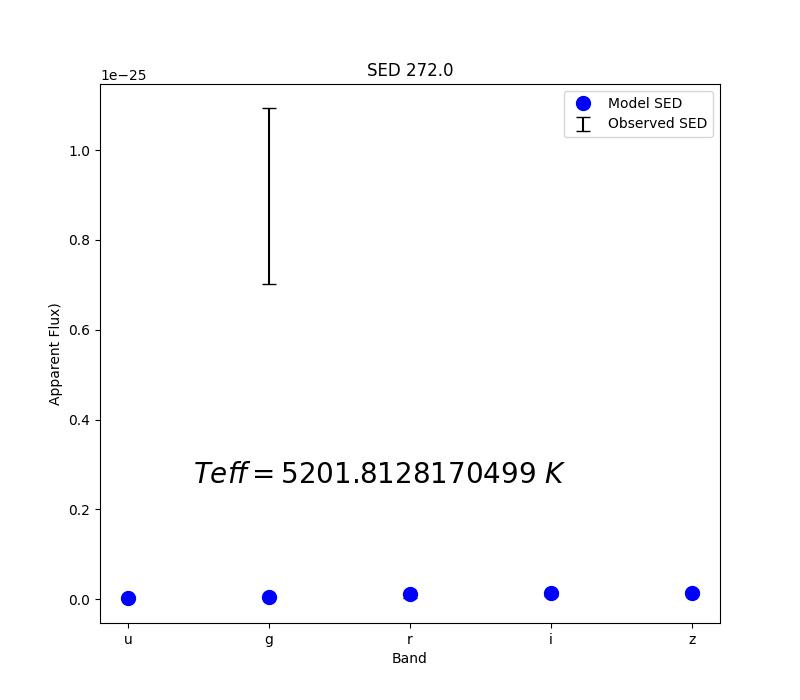 SED 272.0
1e−25
Model SED
Observed SED
1.0
0.8
0.6
0.4
0.2
0.0
Apparent Flux)
Teff = 5201.8128170499 K
u g r i z
Band